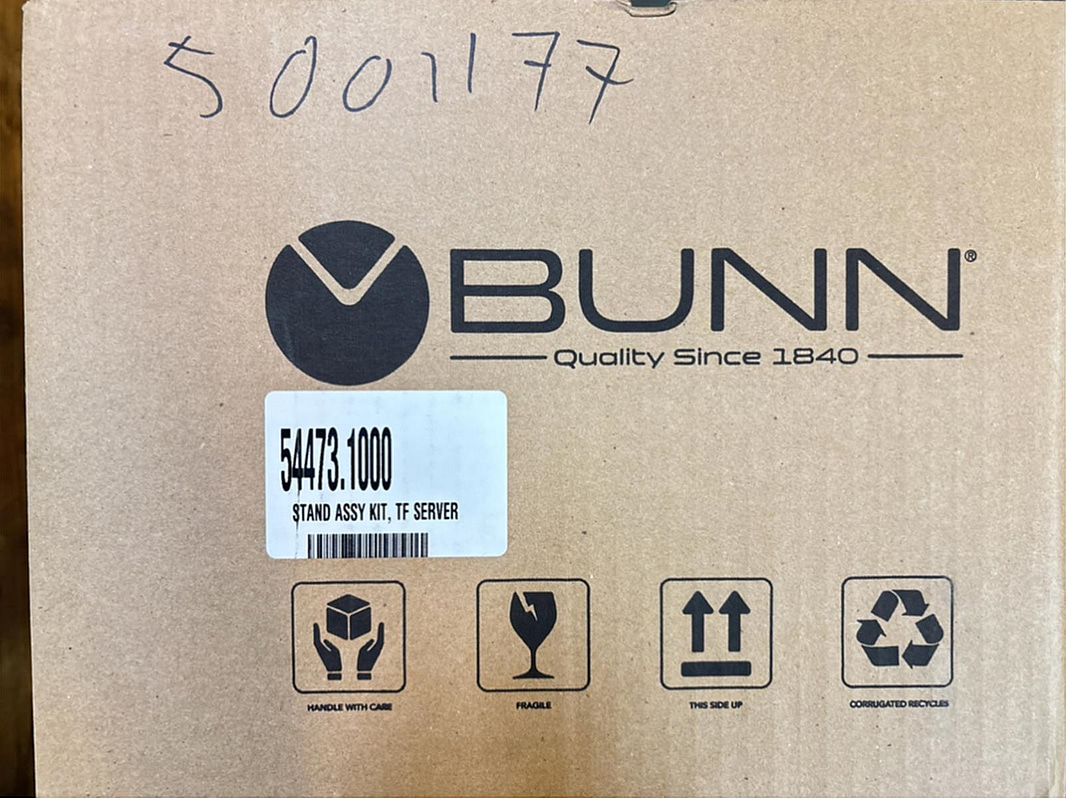 5001177
BUNN®
Quality Since 1840
54473.1000
STAND ASSY KIT, TF SERVER
HANDLE WITH CARE
FRAGILE
THIS SIDE UP
CORRUGATED RECYCLES